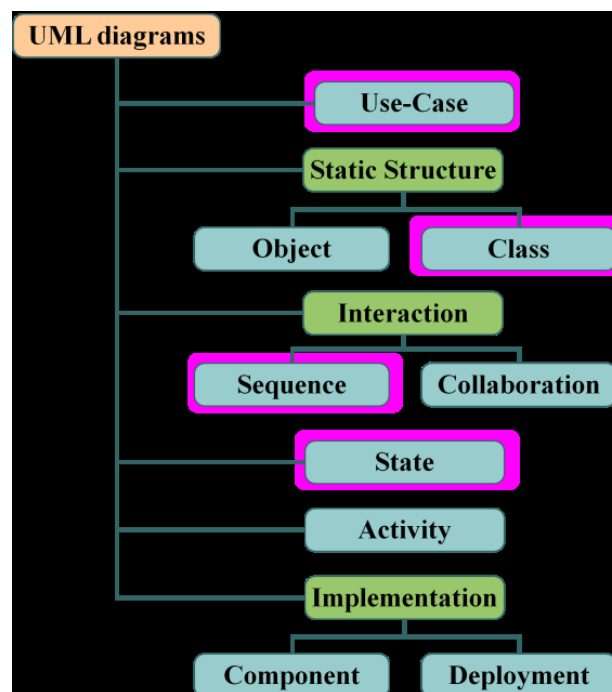 UML diagrams
Use-Case
Static Structure
Object
Class
Interaction
Sequence
Collaboration
State
Activity
Implementation
Component
Deployment